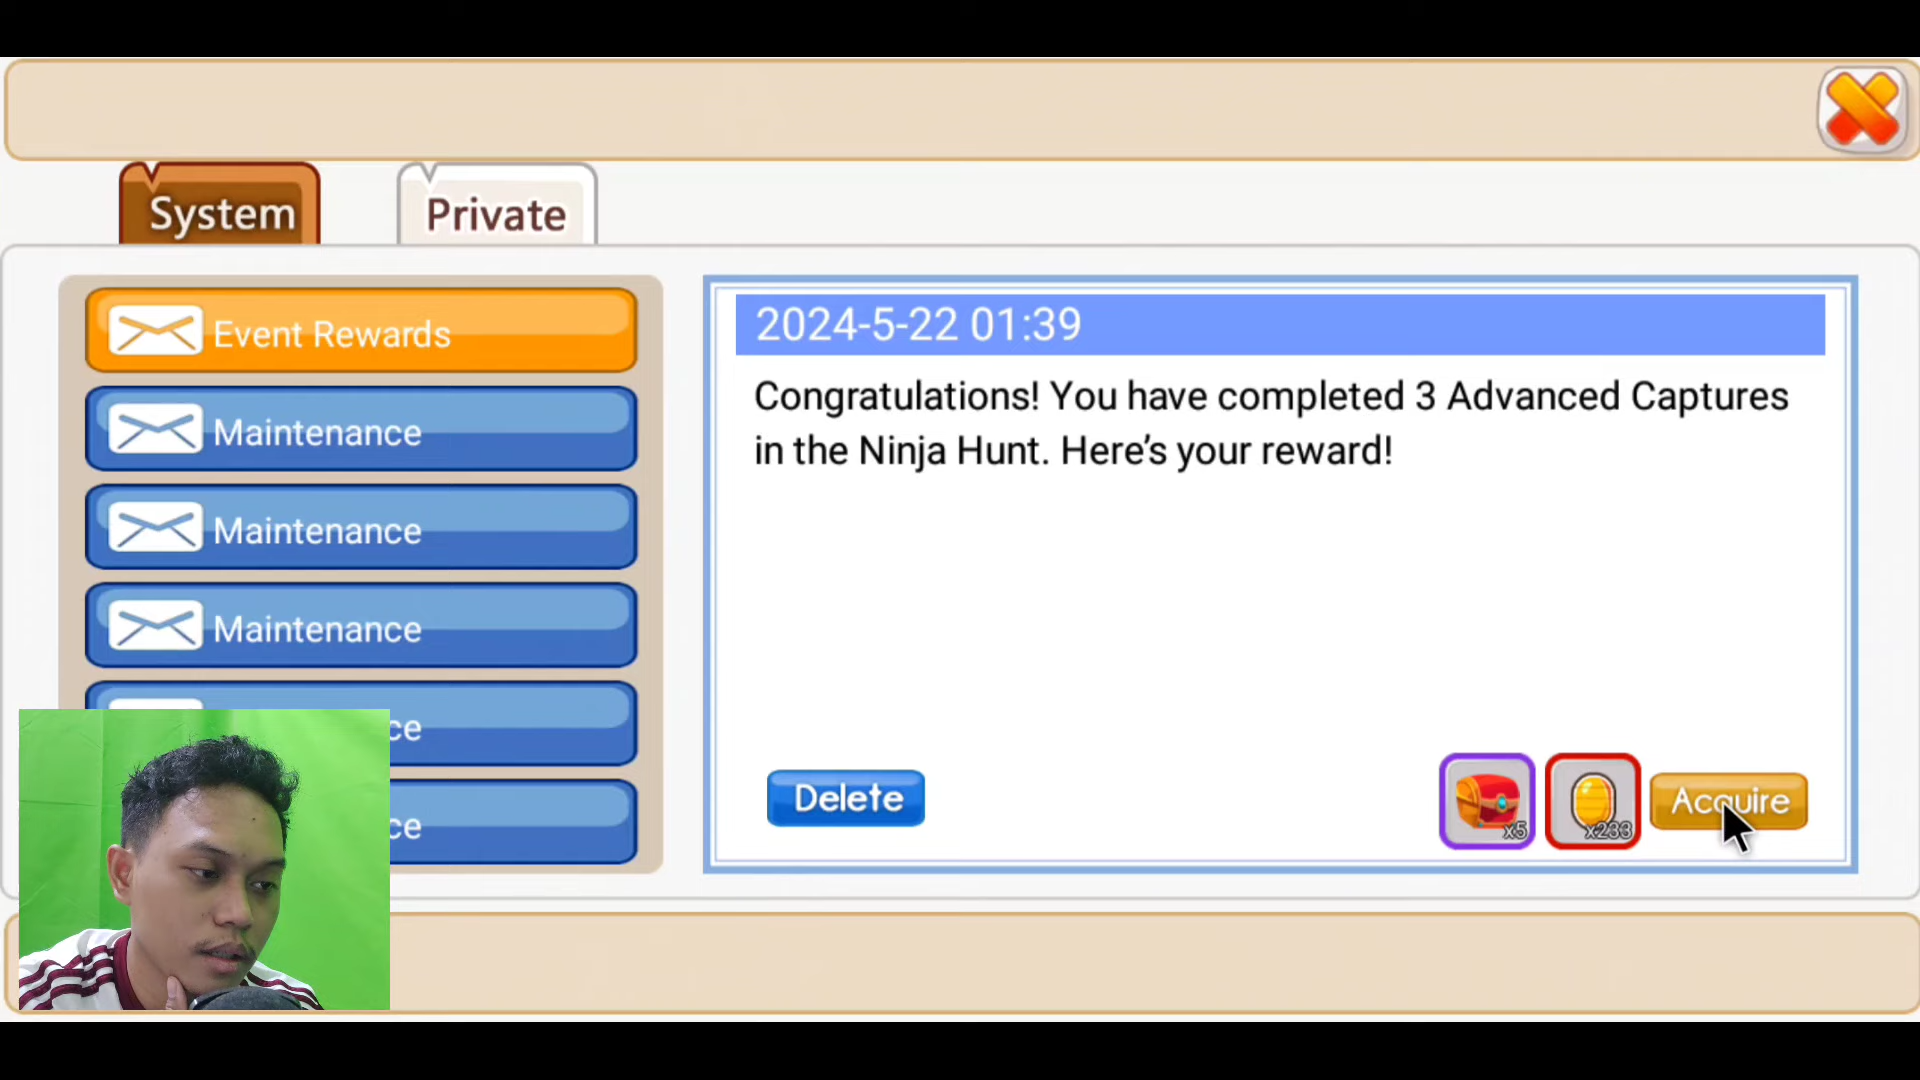 System
Private
Event Rewards
Maintenance
Maintenance
Maintenance
ce
ce
2024-5-22 01:39
Congratulations! You have completed 3 Advanced Captures
in the Ninja Hunt. Here's your reward!
Delete
x5
x233
Acquire